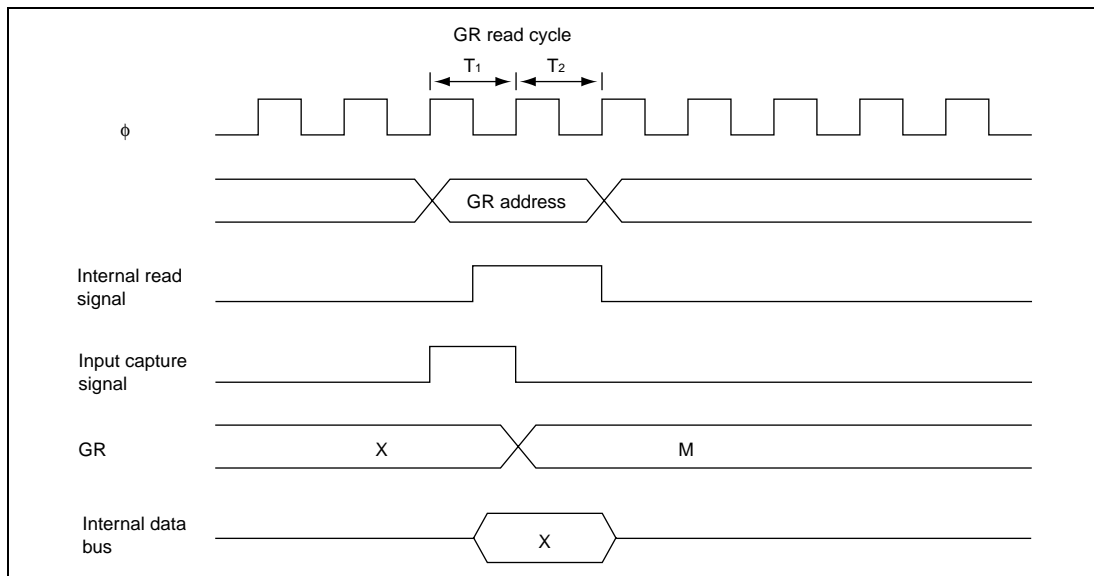 GR read cycle
T1 T2
ϕ
GR address
Internal read
signal
Input capture
signal
GR
X M
Internal data
bus
X